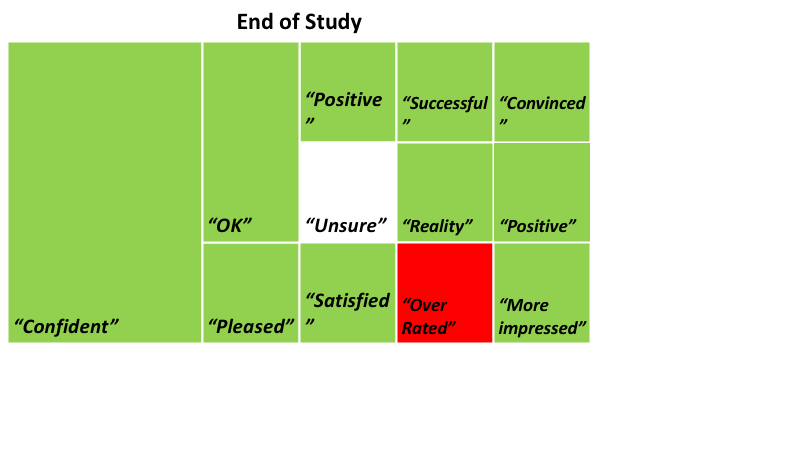 End of Study
“Positive
”
“Successful
”
“Convinced
”
“OK”
“Unsure”
“Reality”
“Positive”
“Confident”
“Pleased”
“Satisfied
”
“Over
Rated”
“More
impressed”